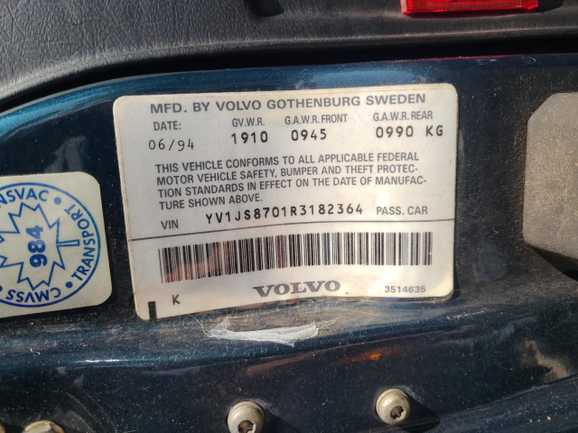 MFD. BY VOLVO GOTHENBURG SWEDEN
DATE GV.W.R. G.A.W.R. FRONT G.A.W.R. REAR
06/94 1910 0945 0990 KG
THIS VEHICLE CONFORMS TO ALL APPLICABLE FEDERAL
MOTOR VEHICLE SAFETY, BUMPER AND THEFT PROTEC-
TION STANDARDS IN EFFECT ON THE DATE OF MANUFAC-
TURE SHOWN ABOVE.
VIN YV1JS8701R3182364 PASS. CAR
K VOLVO 3514635
NSVAC
984
TRANSPORT
CMVSS